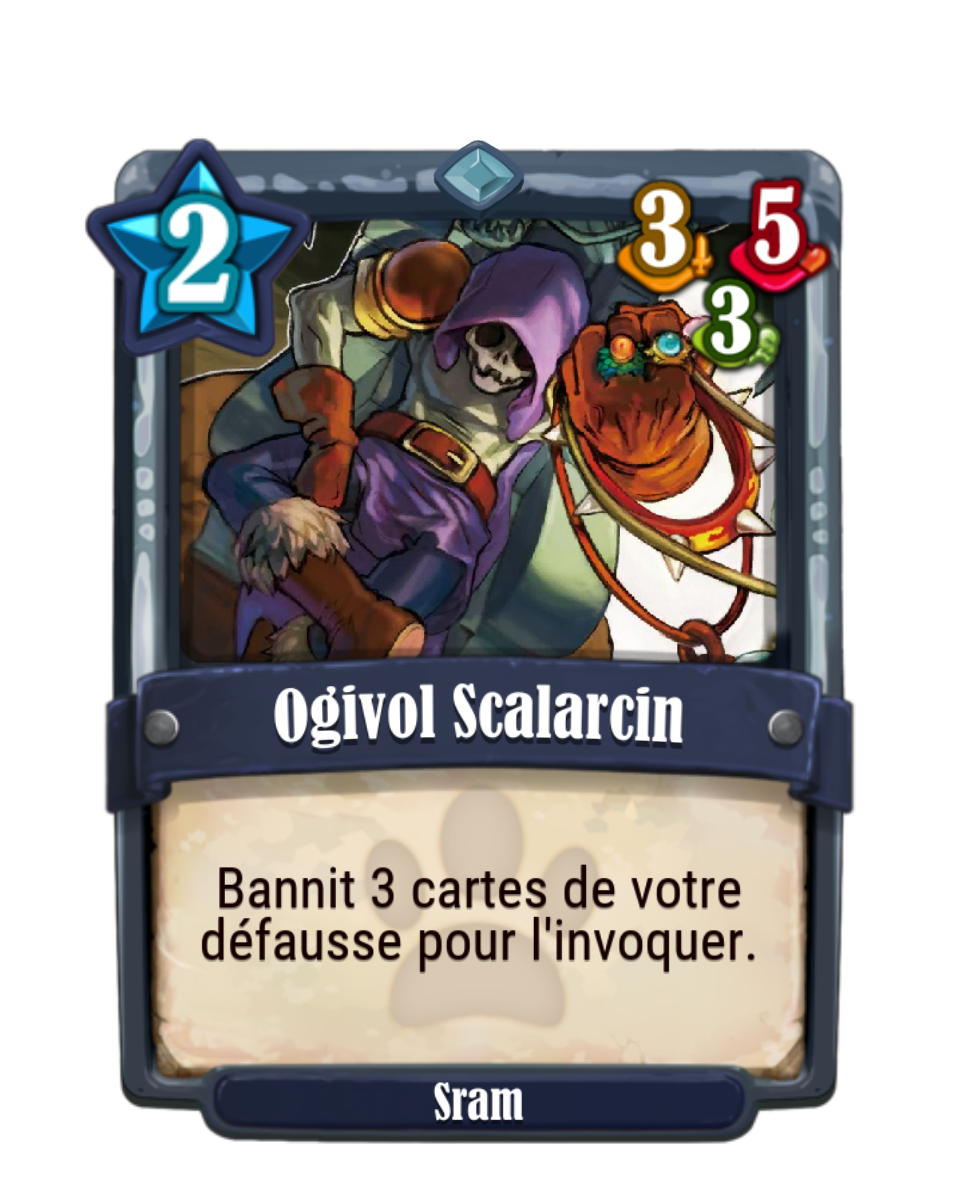 2
3
5
3
Ogivol Scalarcin
Bannit 3 cartes de votre
défausse pour l'invoquer.
Sram